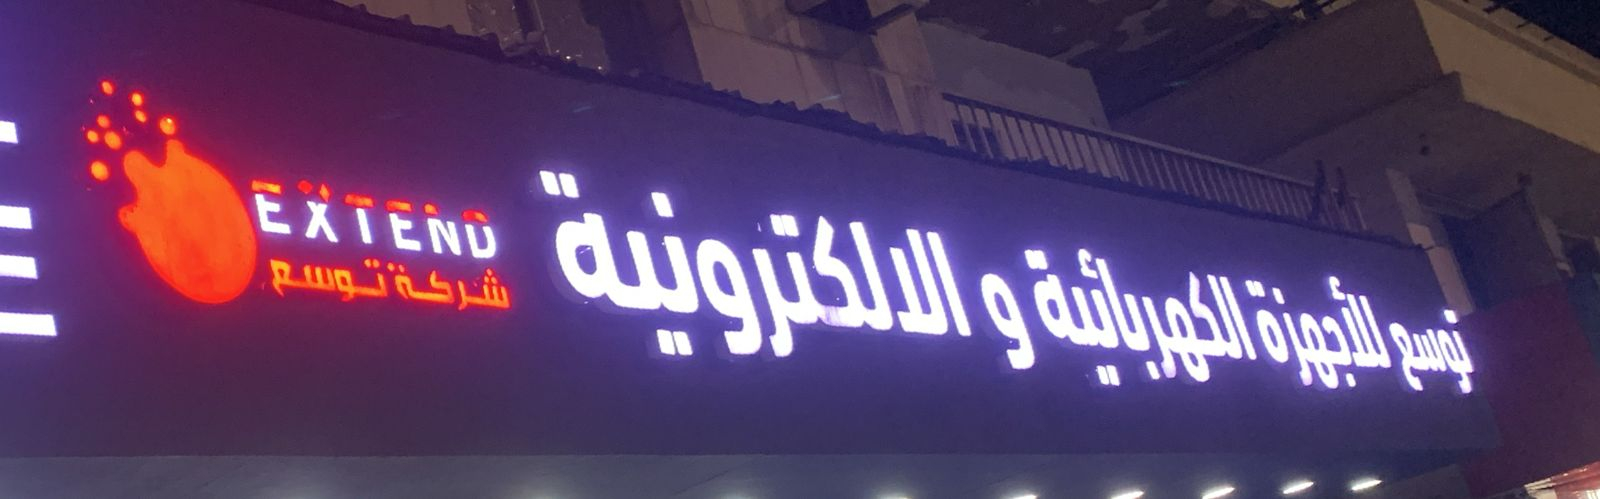 توسع للأجهزة الكهربائية و الالكترونية
EXTEND
شركة توسع